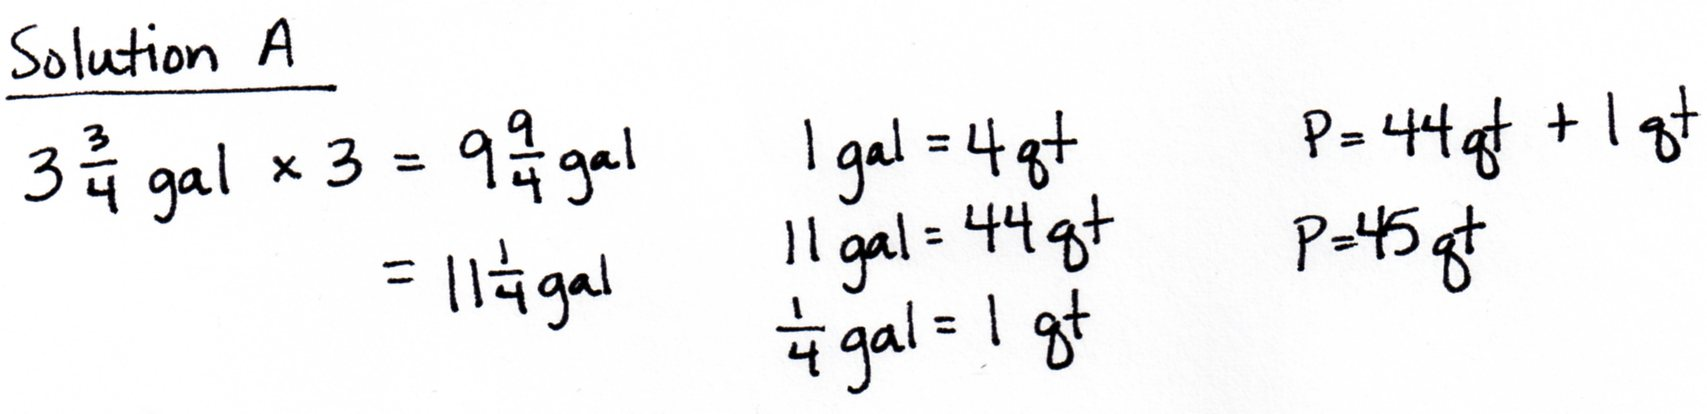 Solution A
3 3/4 gal × 3 = 9 9/4 gal
= 11 1/4 gal
1 gal = 4 qt
11 gal = 44 qt
1/4 gal = 1 qt
P = 44 qt + 1 qt
P = 45 qt